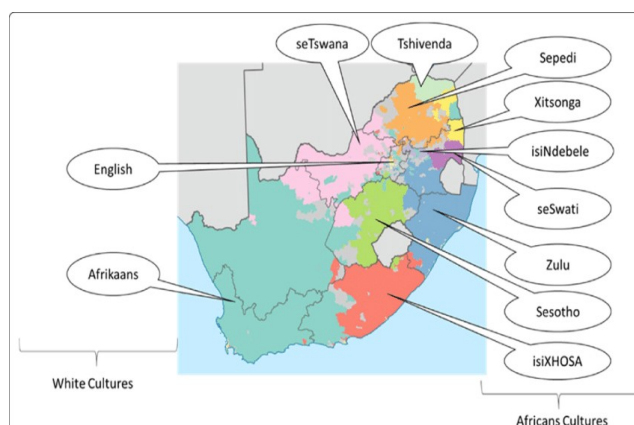 seTswana
Tshivenda
Sepedi
Xitsonga
English
isiNdebele
seSwati
Afrikaans
Zulu
Sesotho
isiXHOSA
White Cultures
Africans Cultures